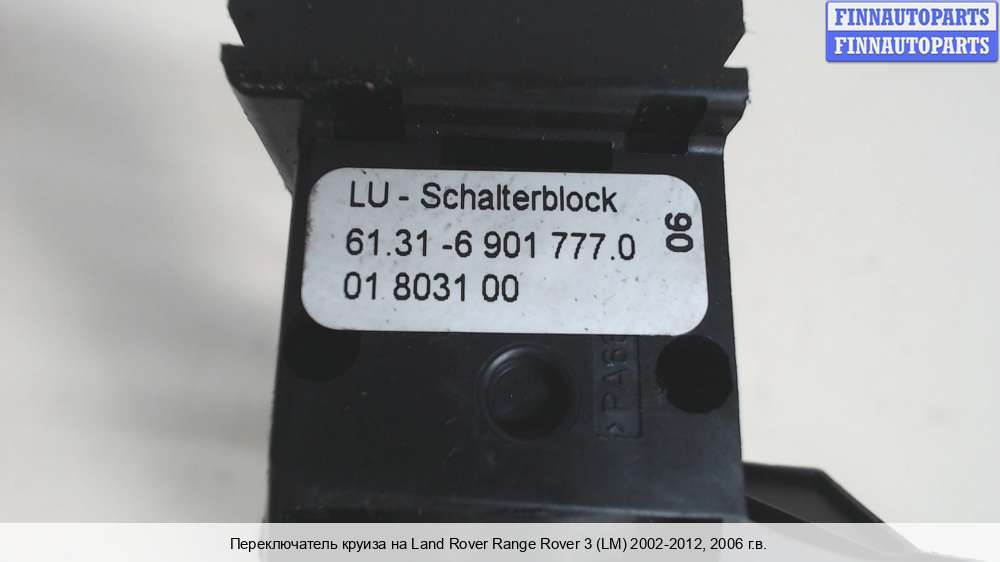 FINNAUTOPARTS
FINNAUTOPARTS
LU - Schalterblock
61.31 -6 901 777.0
01 8031 00
06
Переключатель круиза на Land Rover Range Rover 3 (LM) 2002-2012, 2006 г.в.